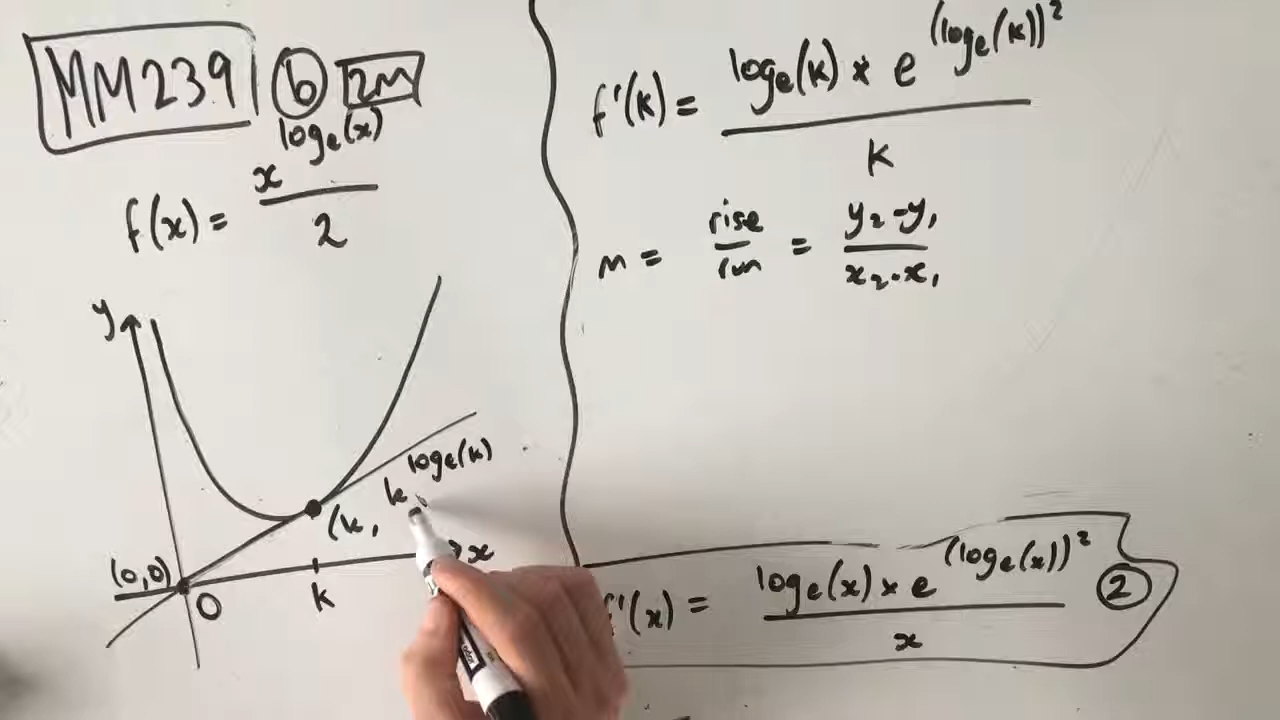 MM239 (b) 2M
f(x) = x^logₑ(x) / 2
y
(k, k^logₑ(k)
x
(0,0)
0
k
f'(k) = logₑ(k) × e^(logₑ(k))² / k
m = rise/run = y₂-y₁ / x₂-x₁
f'(x) = logₑ(x) × e^(logₑ(x))² / x (2)